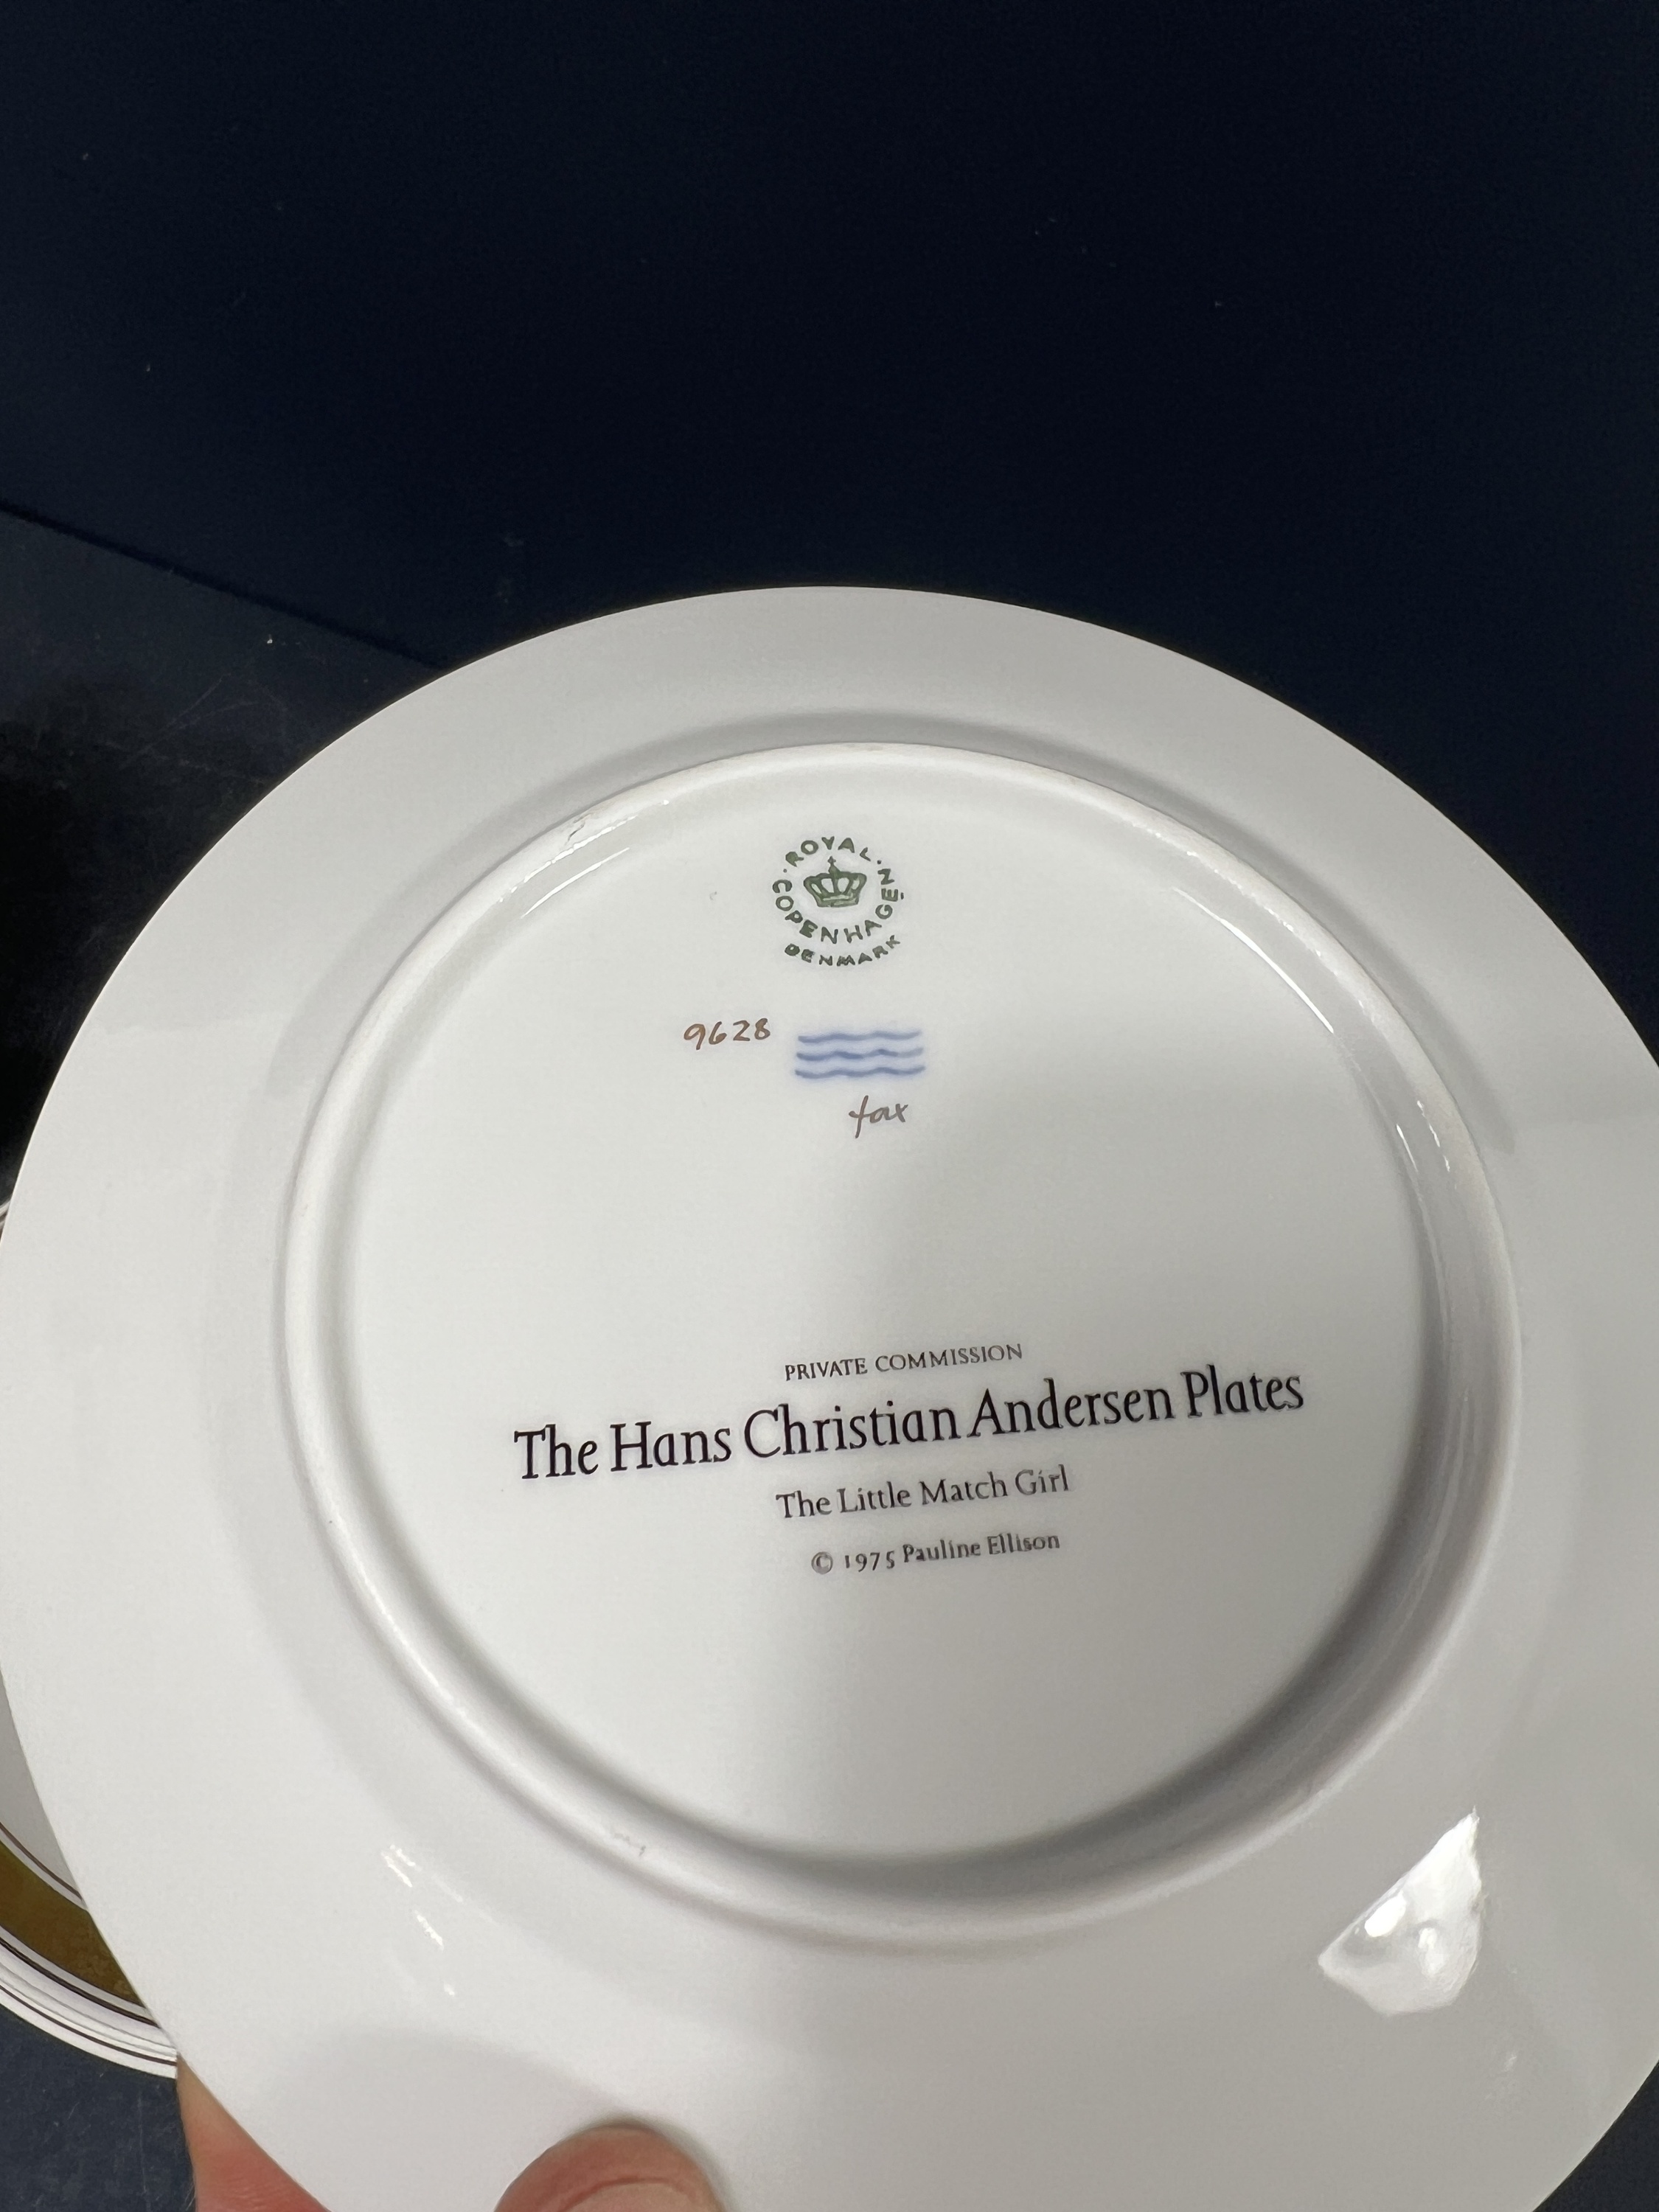 ROYAL · COPENHAGEN ·
DENMARK
9628
fax
PRIVATE COMMISSION
The Hans Christian Andersen Plates
The Little Match Girl
© 1975 Pauline Ellison